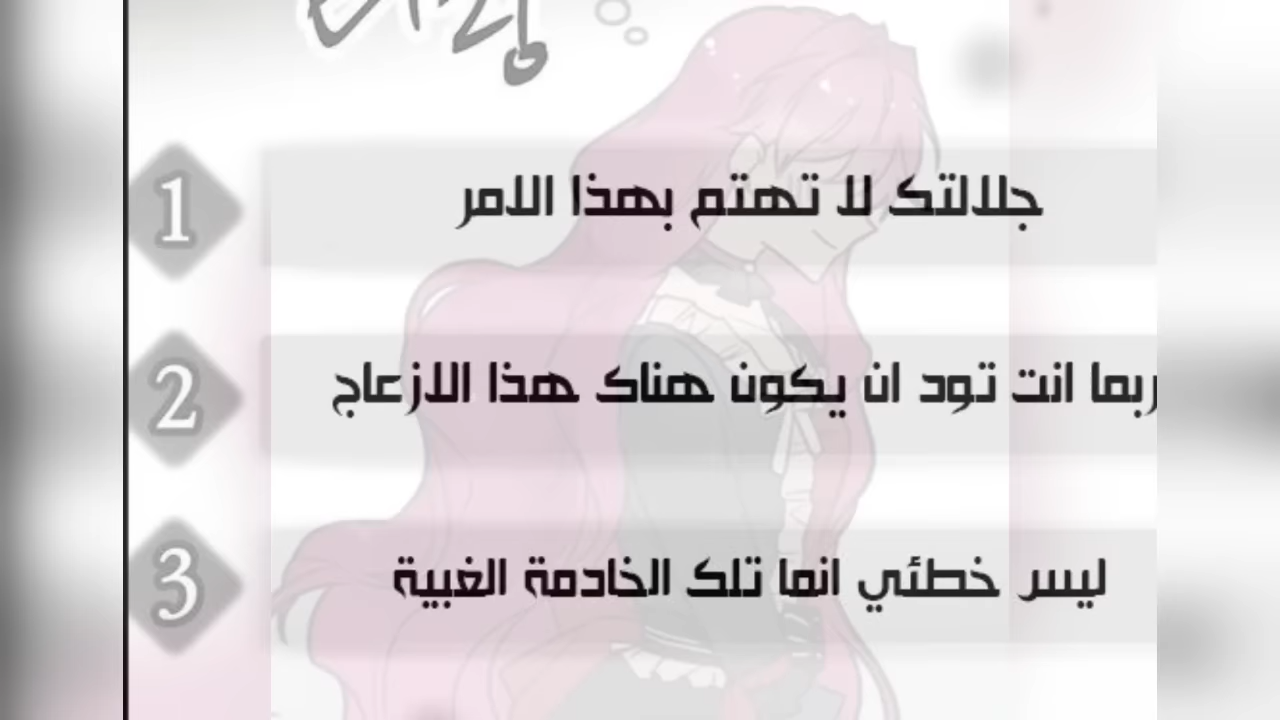 1
جلالتك لا تهتم بهذا الامر
2
ربما انت تود ان يكون هناك هذا الازعاج
3
ليس خطئي انما تلك الخادمة الغبية